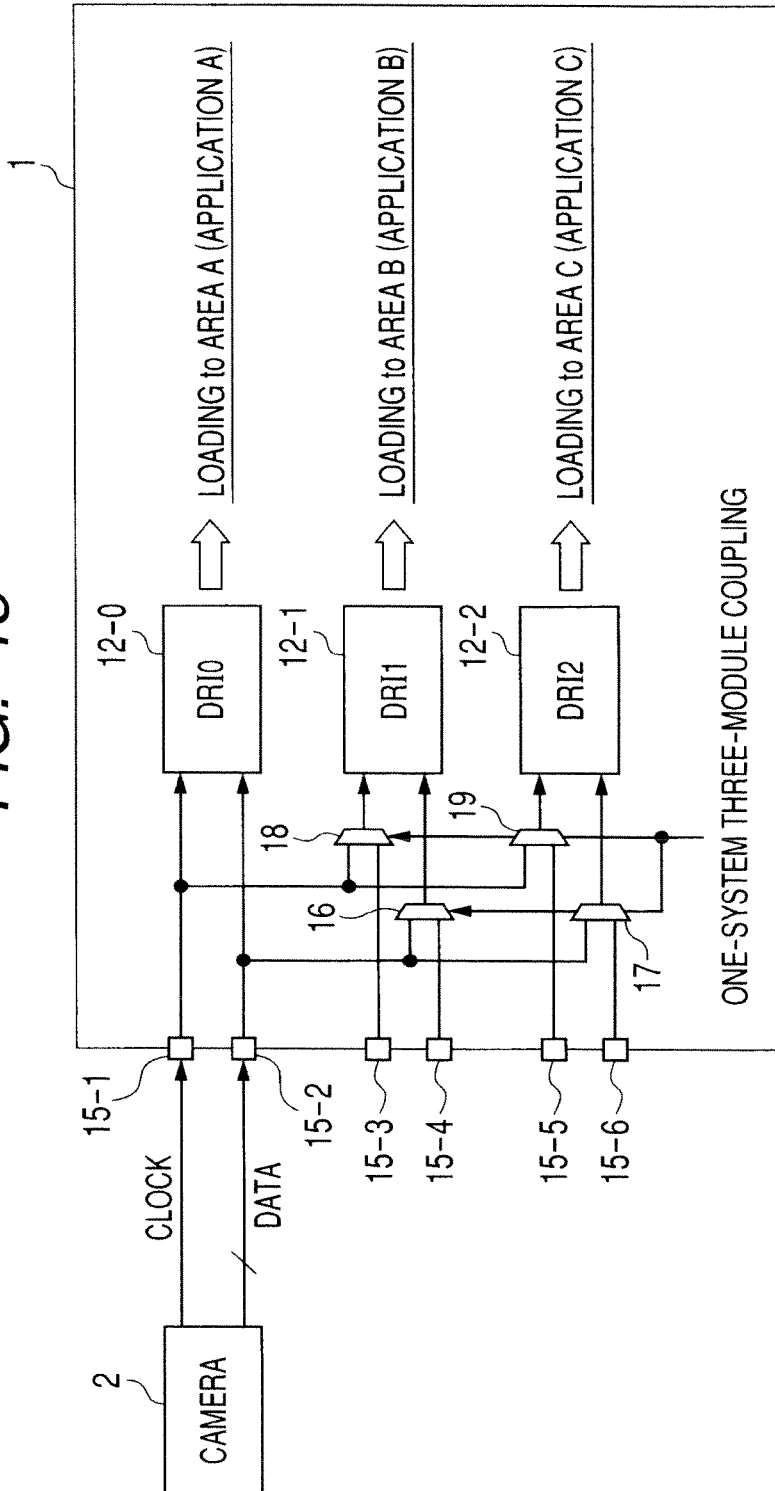 FIG.
1
2
CAMERA
CLOCK
DATA
15-1
15-2
15-3
15-4
15-5
15-6
16
17
18
19
12-0
DRI0
LOADING to AREA A (APPLICATION A)
12-1
DRI1
LOADING to AREA B (APPLICATION B)
12-2
DRI2
LOADING to AREA C (APPLICATION C)
ONE-SYSTEM THREE-MODULE COUPLING